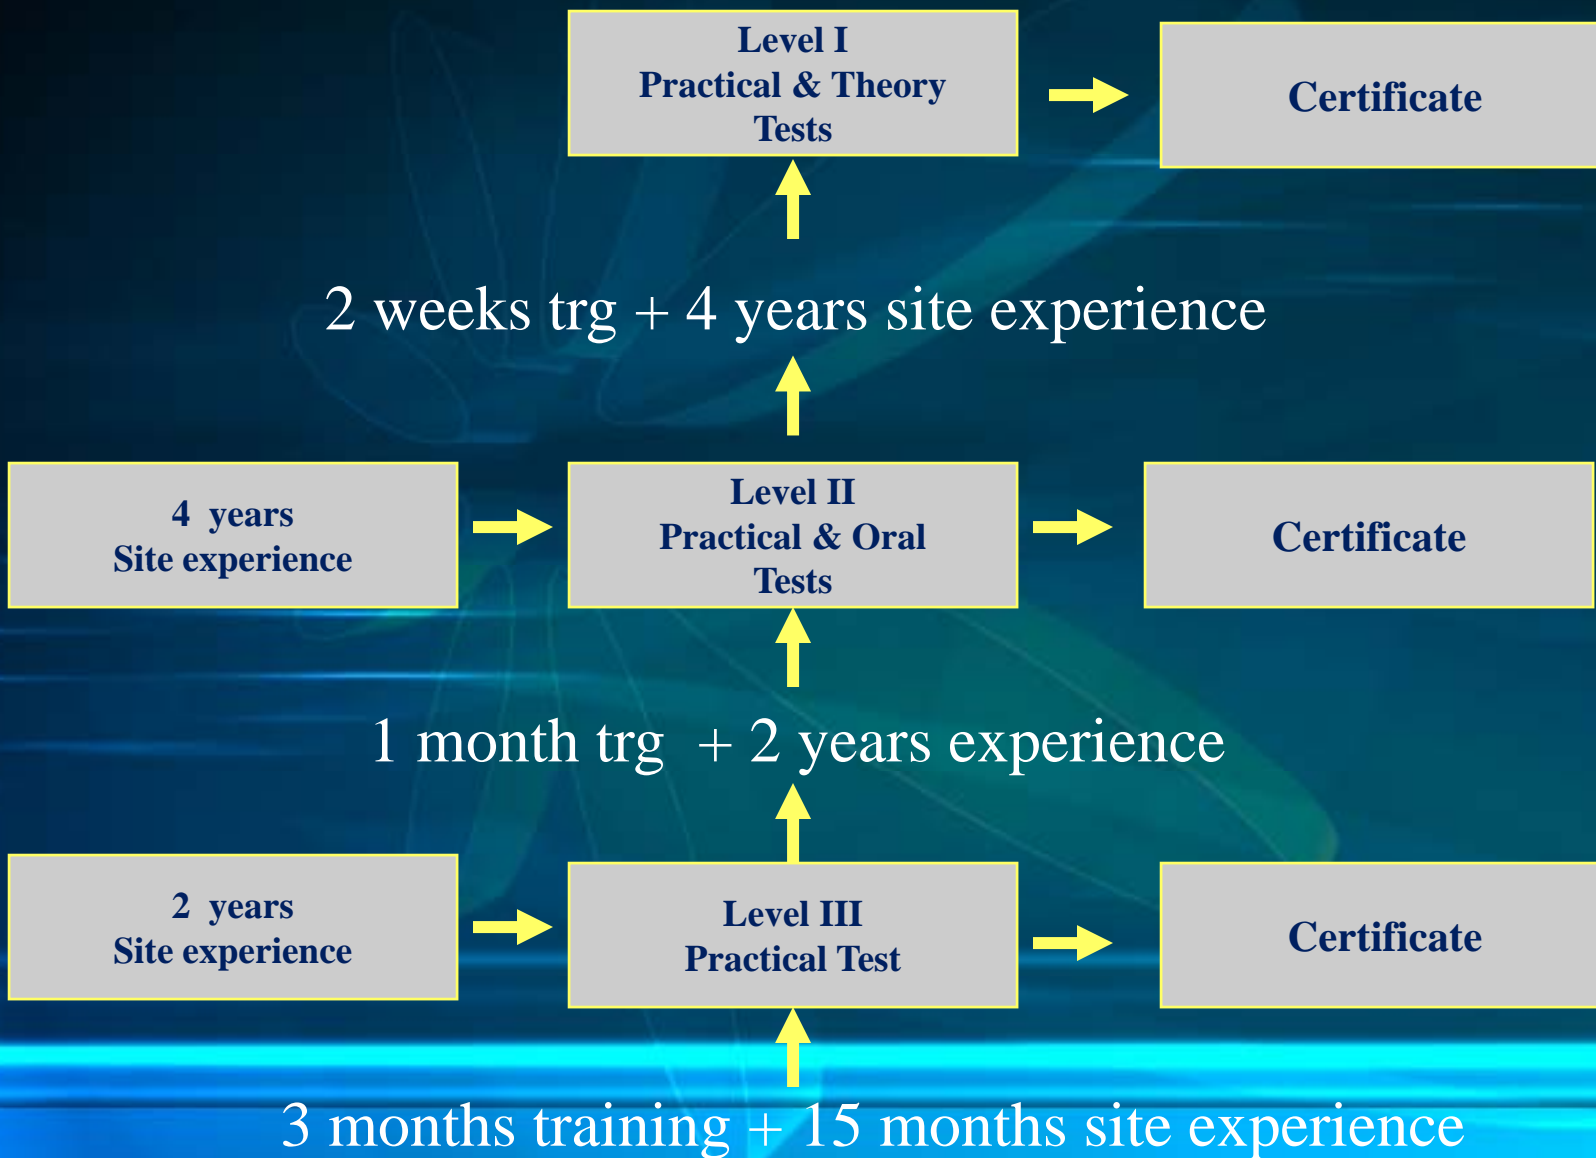 Level I
Practical & Theory
Tests
Certificate
2 weeks trg + 4 years site experience
4 years
Site experience
Level II
Practical & Oral
Tests
Certificate
1 month trg + 2 years experience
2 years
Site experience
Level III
Practical Test
Certificate
3 months training + 15 months site experience